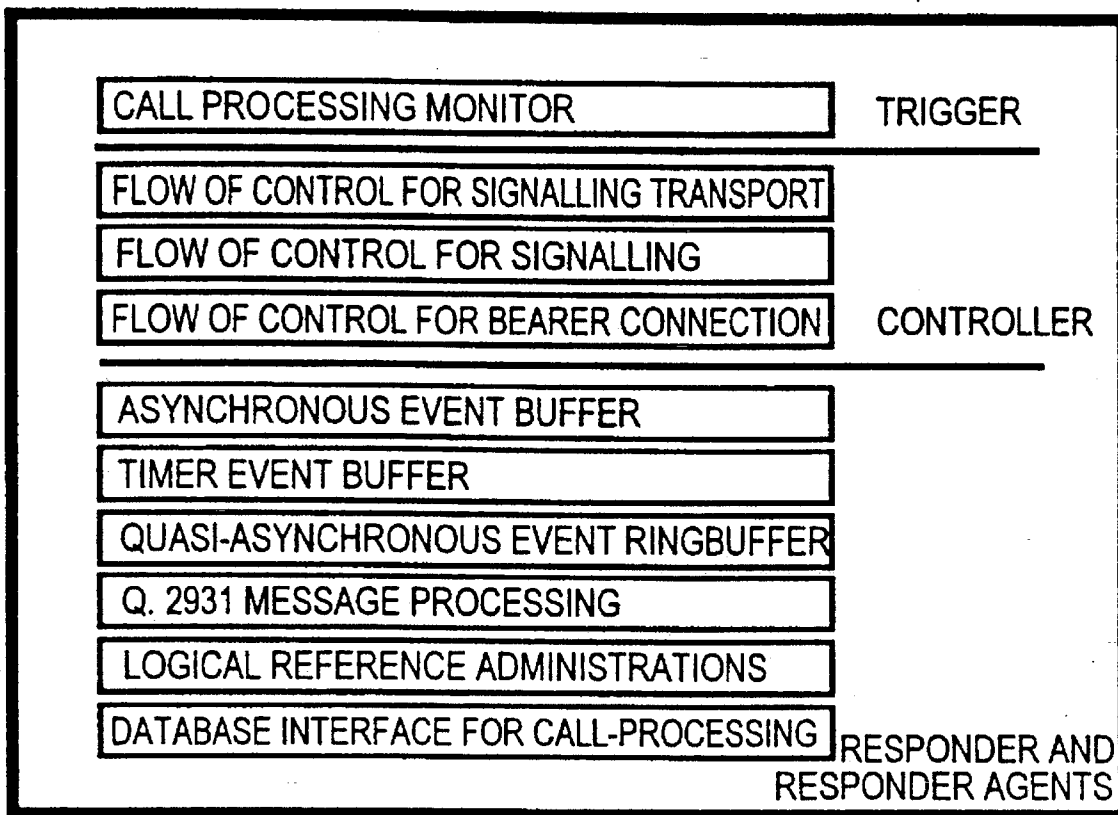 CALL PROCESSING MONITOR TRIGGER
FLOW OF CONTROL FOR SIGNALLING TRANSPORT
FLOW OF CONTROL FOR SIGNALLING
FLOW OF CONTROL FOR BEARER CONNECTION CONTROLLER
ASYNCHRONOUS EVENT BUFFER
TIMER EVENT BUFFER
QUASI-ASYNCHRONOUS EVENT RINGBUFFER
Q. 2931 MESSAGE PROCESSING
LOGICAL REFERENCE ADMINISTRATIONS
DATABASE INTERFACE FOR CALL-PROCESSING
RESPONDER AND
RESPONDER AGENTS